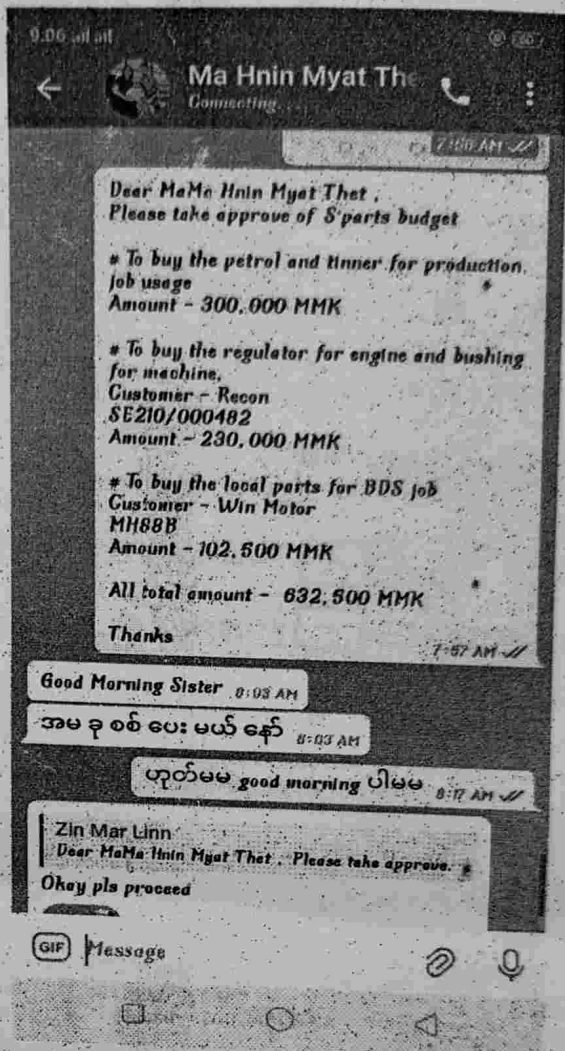 9.06
Ma Hnin Myat The
Connecting...
AM
Dear MaMa Hnin Myat Thet ,
Please take approve of S'parts budget
# To buy the petrol and tinner for production
job usage
Amount - 300,000 MMK
# To buy the regulator for engine and bushing
for machine,
Customer - Recon
SE210/000482
Amount - 230,000 MMK
# To buy the local parts for BDS job
Customer - Win Motor
MH88B
Amount - 102,500 MMK
All total amount - 632,500 MMK
Thanks
7:57 AM
Good Morning Sister 8:03 AM
အမ ခု စစ် ပေး မယ် နော် 8:03 AM
ဟုတ်မမ good morning ပါမမ 8:17 AM
Zin Mar Linn
Dear MaMa Hnin Myat Thet , Please take approve.
Okay pls proceed
GIF Message